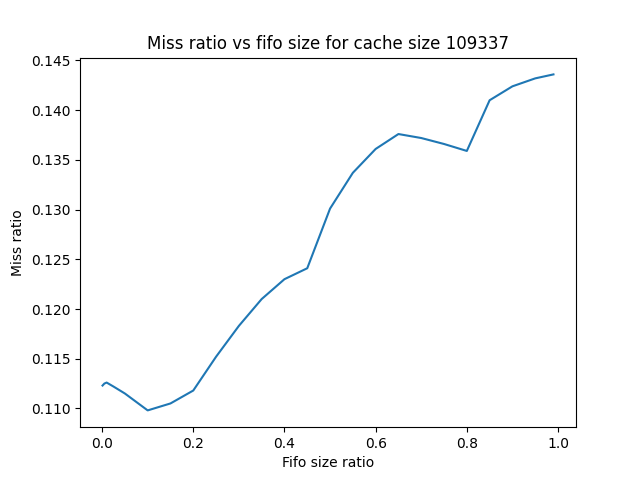 Miss ratio vs fifo size for cache size 109337
0.145
0.140
0.135
0.130
0.125
0.120
0.115
0.110
Miss ratio
0.0 0.2 0.4 0.6 0.8 1.0
Fifo size ratio